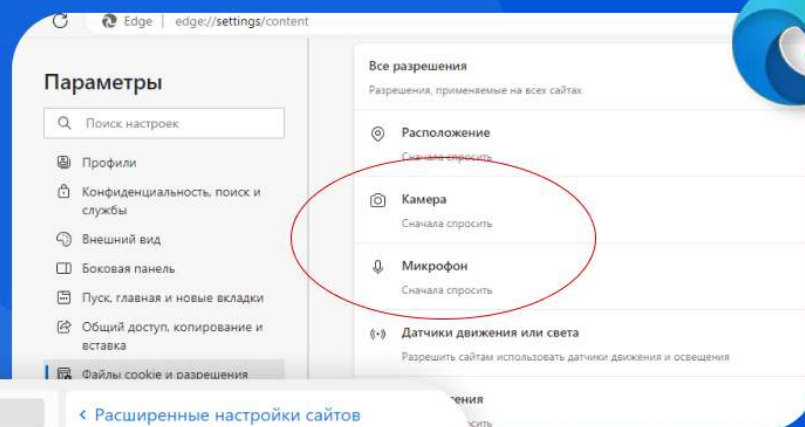 Edge | edge://settings/content
Параметры
Поиск настроек
Профили
Конфиденциальность, поиск и
службы
Внешний вид
Боковая панель
Пуск, главная и новые вкладки
Общий доступ, копирование и
вставка
Файлы cookie и разрешения
Все разрешения
Разрешения, применяемые на всех сайтах
Расположение
Сначала спросить
Камера
Сначала спросить
Микрофон
Сначала спросить
Датчики движения или света
Разрешить сайтам использовать датчики движения и освещения
< Расширенные настройки сайтов